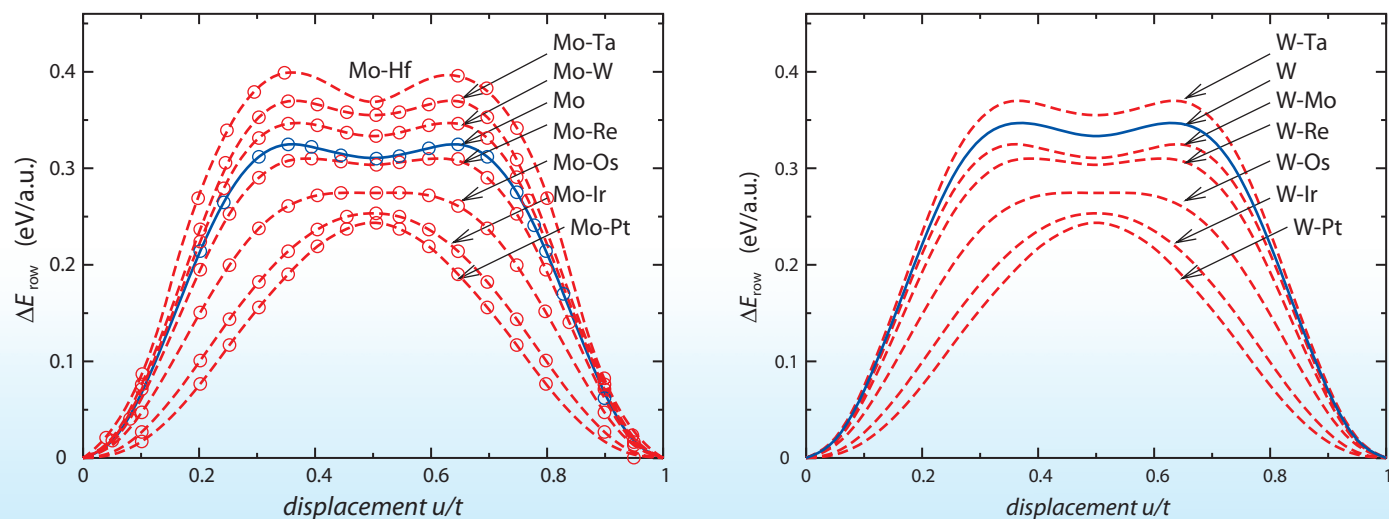 ΔE_row (eV/a.u.)
0.4
0.3
0.2
0.1
0
Mo-Hf
Mo-Ta
Mo-W
Mo
Mo-Re
Mo-Os
Mo-Ir
Mo-Pt
0
0.2
0.4
0.6
0.8
1
displacement u/t
ΔE_row (eV/a.u.)
0.4
0.3
0.2
0.1
0
W-Ta
W
W-Mo
W-Re
W-Os
W-Ir
W-Pt
0
0.2
0.4
0.6
0.8
1
displacement u/t